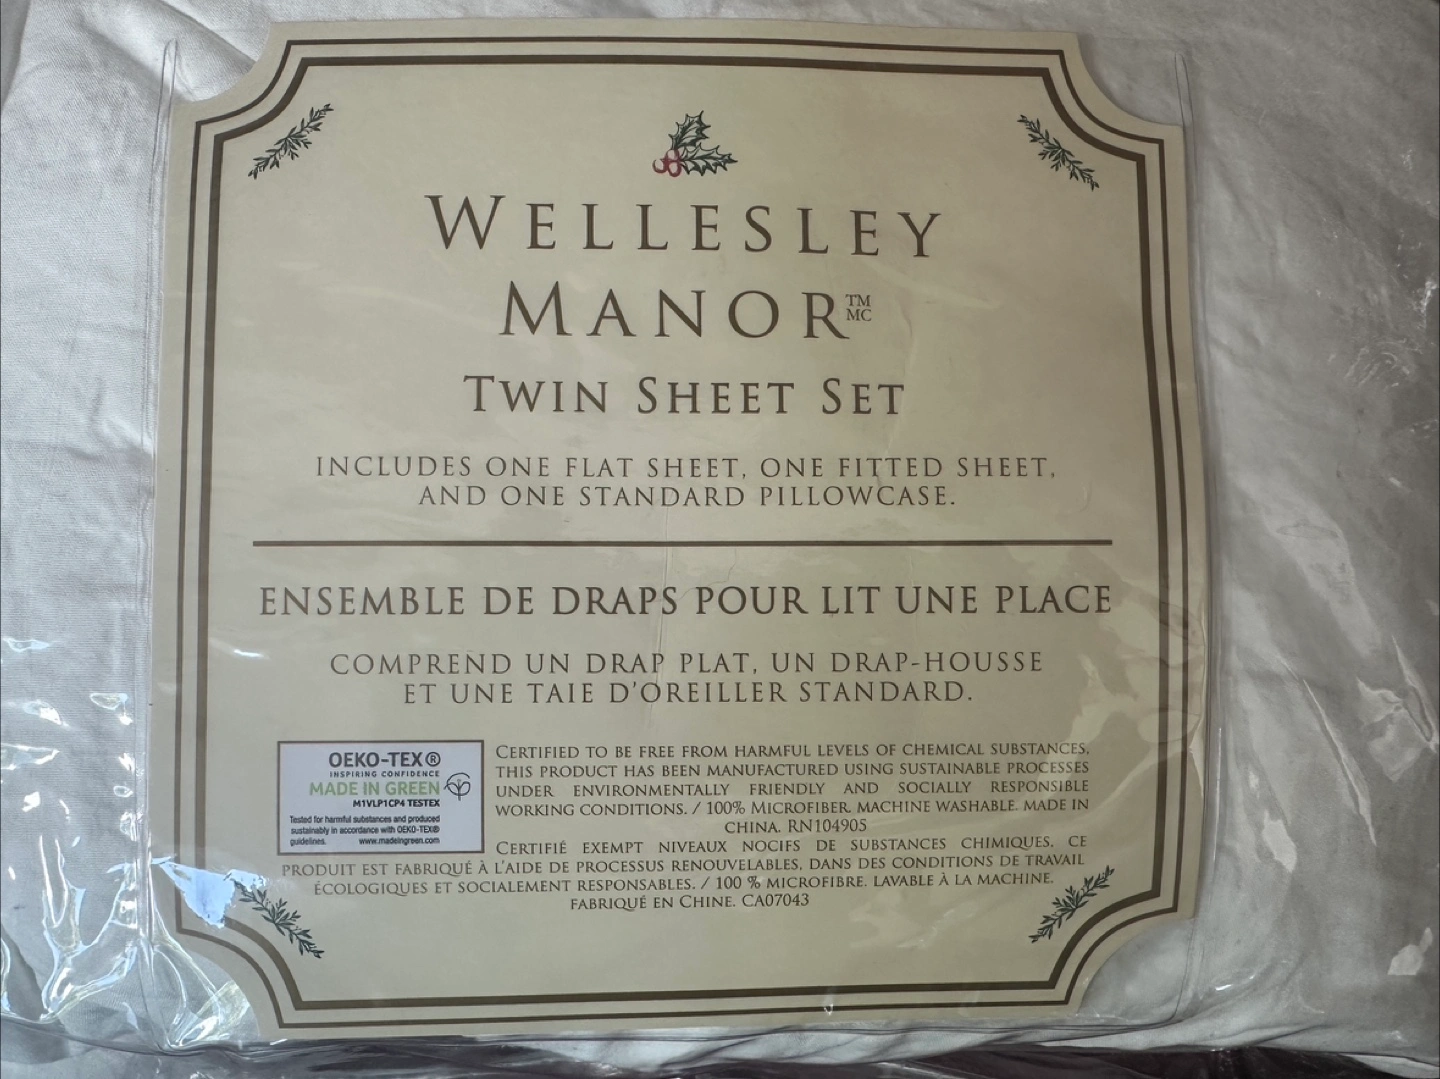 WELLESLEY
MANOR™ MC
TWIN SHEET SET
INCLUDES ONE FLAT SHEET, ONE FITTED SHEET,
AND ONE STANDARD PILLOWCASE.
ENSEMBLE DE DRAPS POUR LIT UNE PLACE
COMPREND UN DRAP PLAT, UN DRAP-HOUSSE
ET UNE TAIE D'OREILLER STANDARD.
OEKO-TEX®
INSPIRING CONFIDENCE
MADE IN GREEN
M1VLP1CP4 TESTEX
Tested for harmful substances and produced
sustainably in accordance with OEKO-TEX®
guidelines. www.madeingreen.com
CERTIFIED TO BE FREE FROM HARMFUL LEVELS OF CHEMICAL SUBSTANCES,
THIS PRODUCT HAS BEEN MANUFACTURED USING SUSTAINABLE PROCESSES
UNDER ENVIRONMENTALLY FRIENDLY AND SOCIALLY RESPONSIBLE
WORKING CONDITIONS. / 100% MICROFIBER, MACHINE WASHABLE. MADE IN
CHINA. RN104905
CERTIFIÉ EXEMPT NIVEAUX NOCIFS DE SUBSTANCES CHIMIQUES, CE
PRODUIT EST FABRIQUÉ À L'AIDE DE PROCESSUS RENOUVELABLES, DANS DES CONDITIONS DE TRAVAIL
ÉCOLOGIQUES ET SOCIALEMENT RESPONSABLES. / 100 % MICROFIBRE. LAVABLE À LA MACHINE.
FABRIQUÉ EN CHINE. CA07043